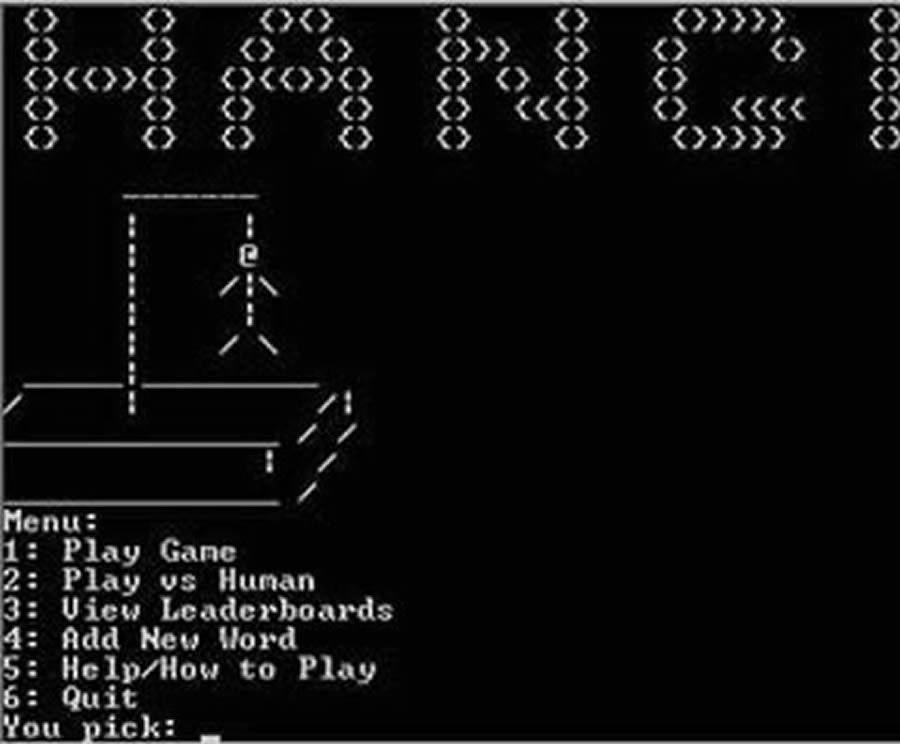 HANG
Menu:
1: Play Game
2: Play vs Human
3: View Leaderboards
4: Add New Word
5: Help/How to Play
6: Quit
You pick: _